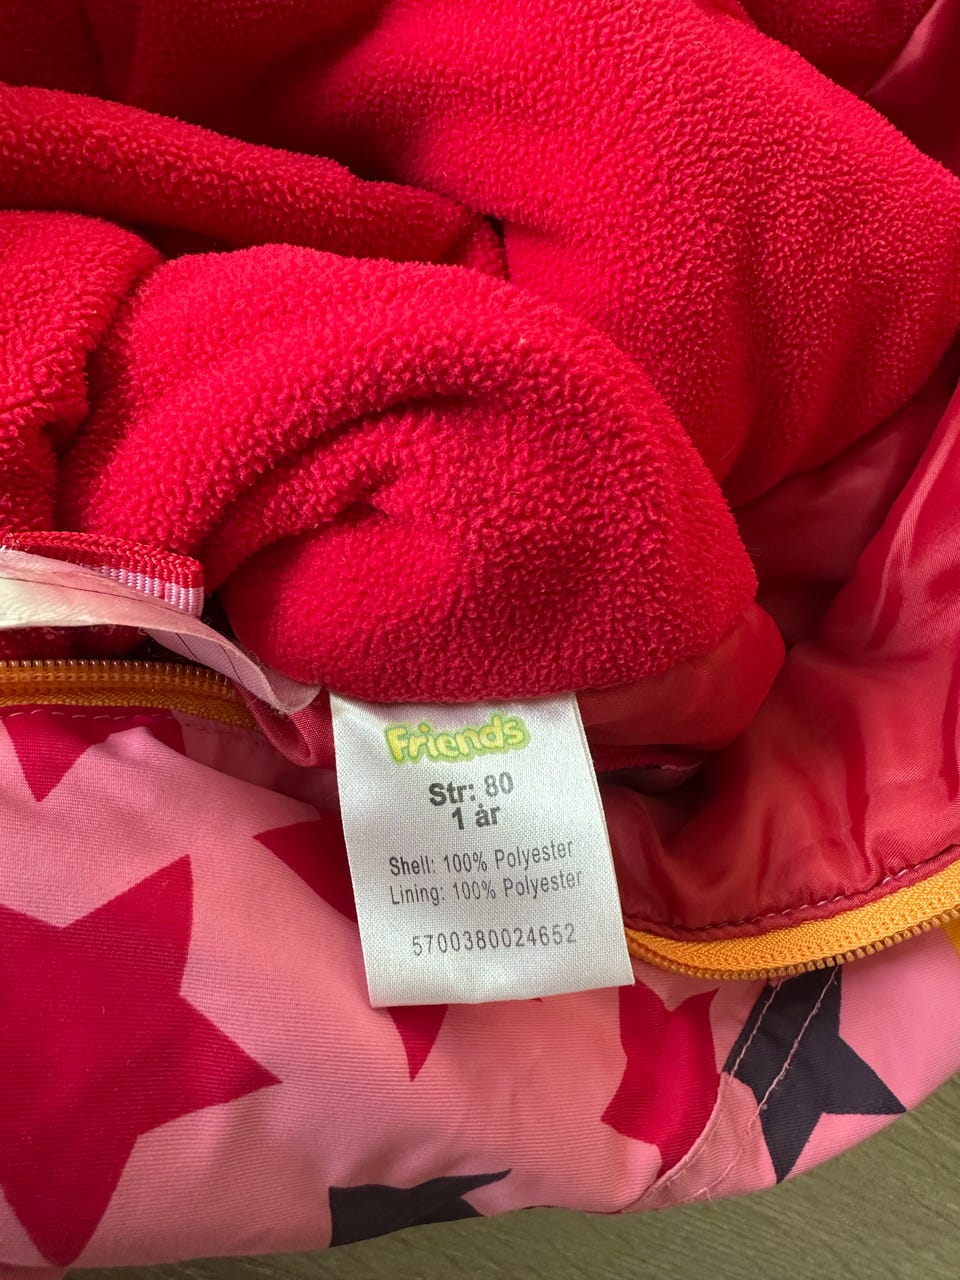 Friends
Str: 80
1 år
Shell: 100% Polyester
Lining: 100% Polyester
5700380024652